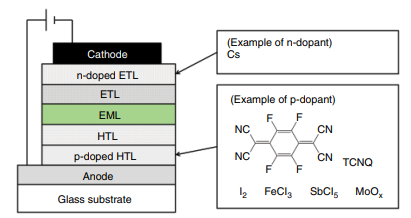 Cathode
n-doped ETL
ETL
EML
HTL
p-doped HTL
Anode
Glass substrate
(Example of n-dopant)
Cs
(Example of p-dopant)
F F
NC CN
NC CN
F F
TCNQ
I₂ FeCl₃ SbCl₅ MoOₓ